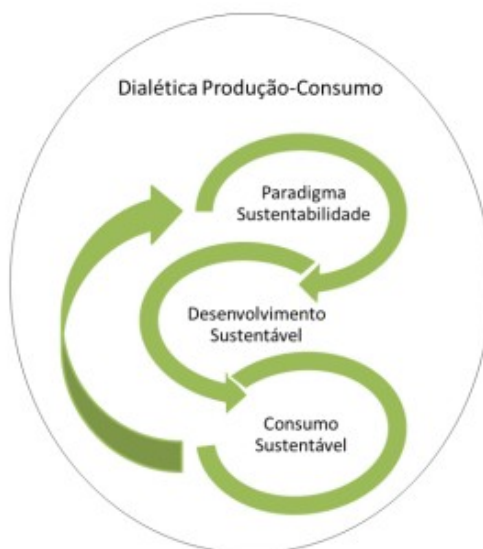 Dialética Produção-Consumo
Paradigma
Sustentabilidade
Desenvolvimento
Sustentável
Consumo
Sustentável